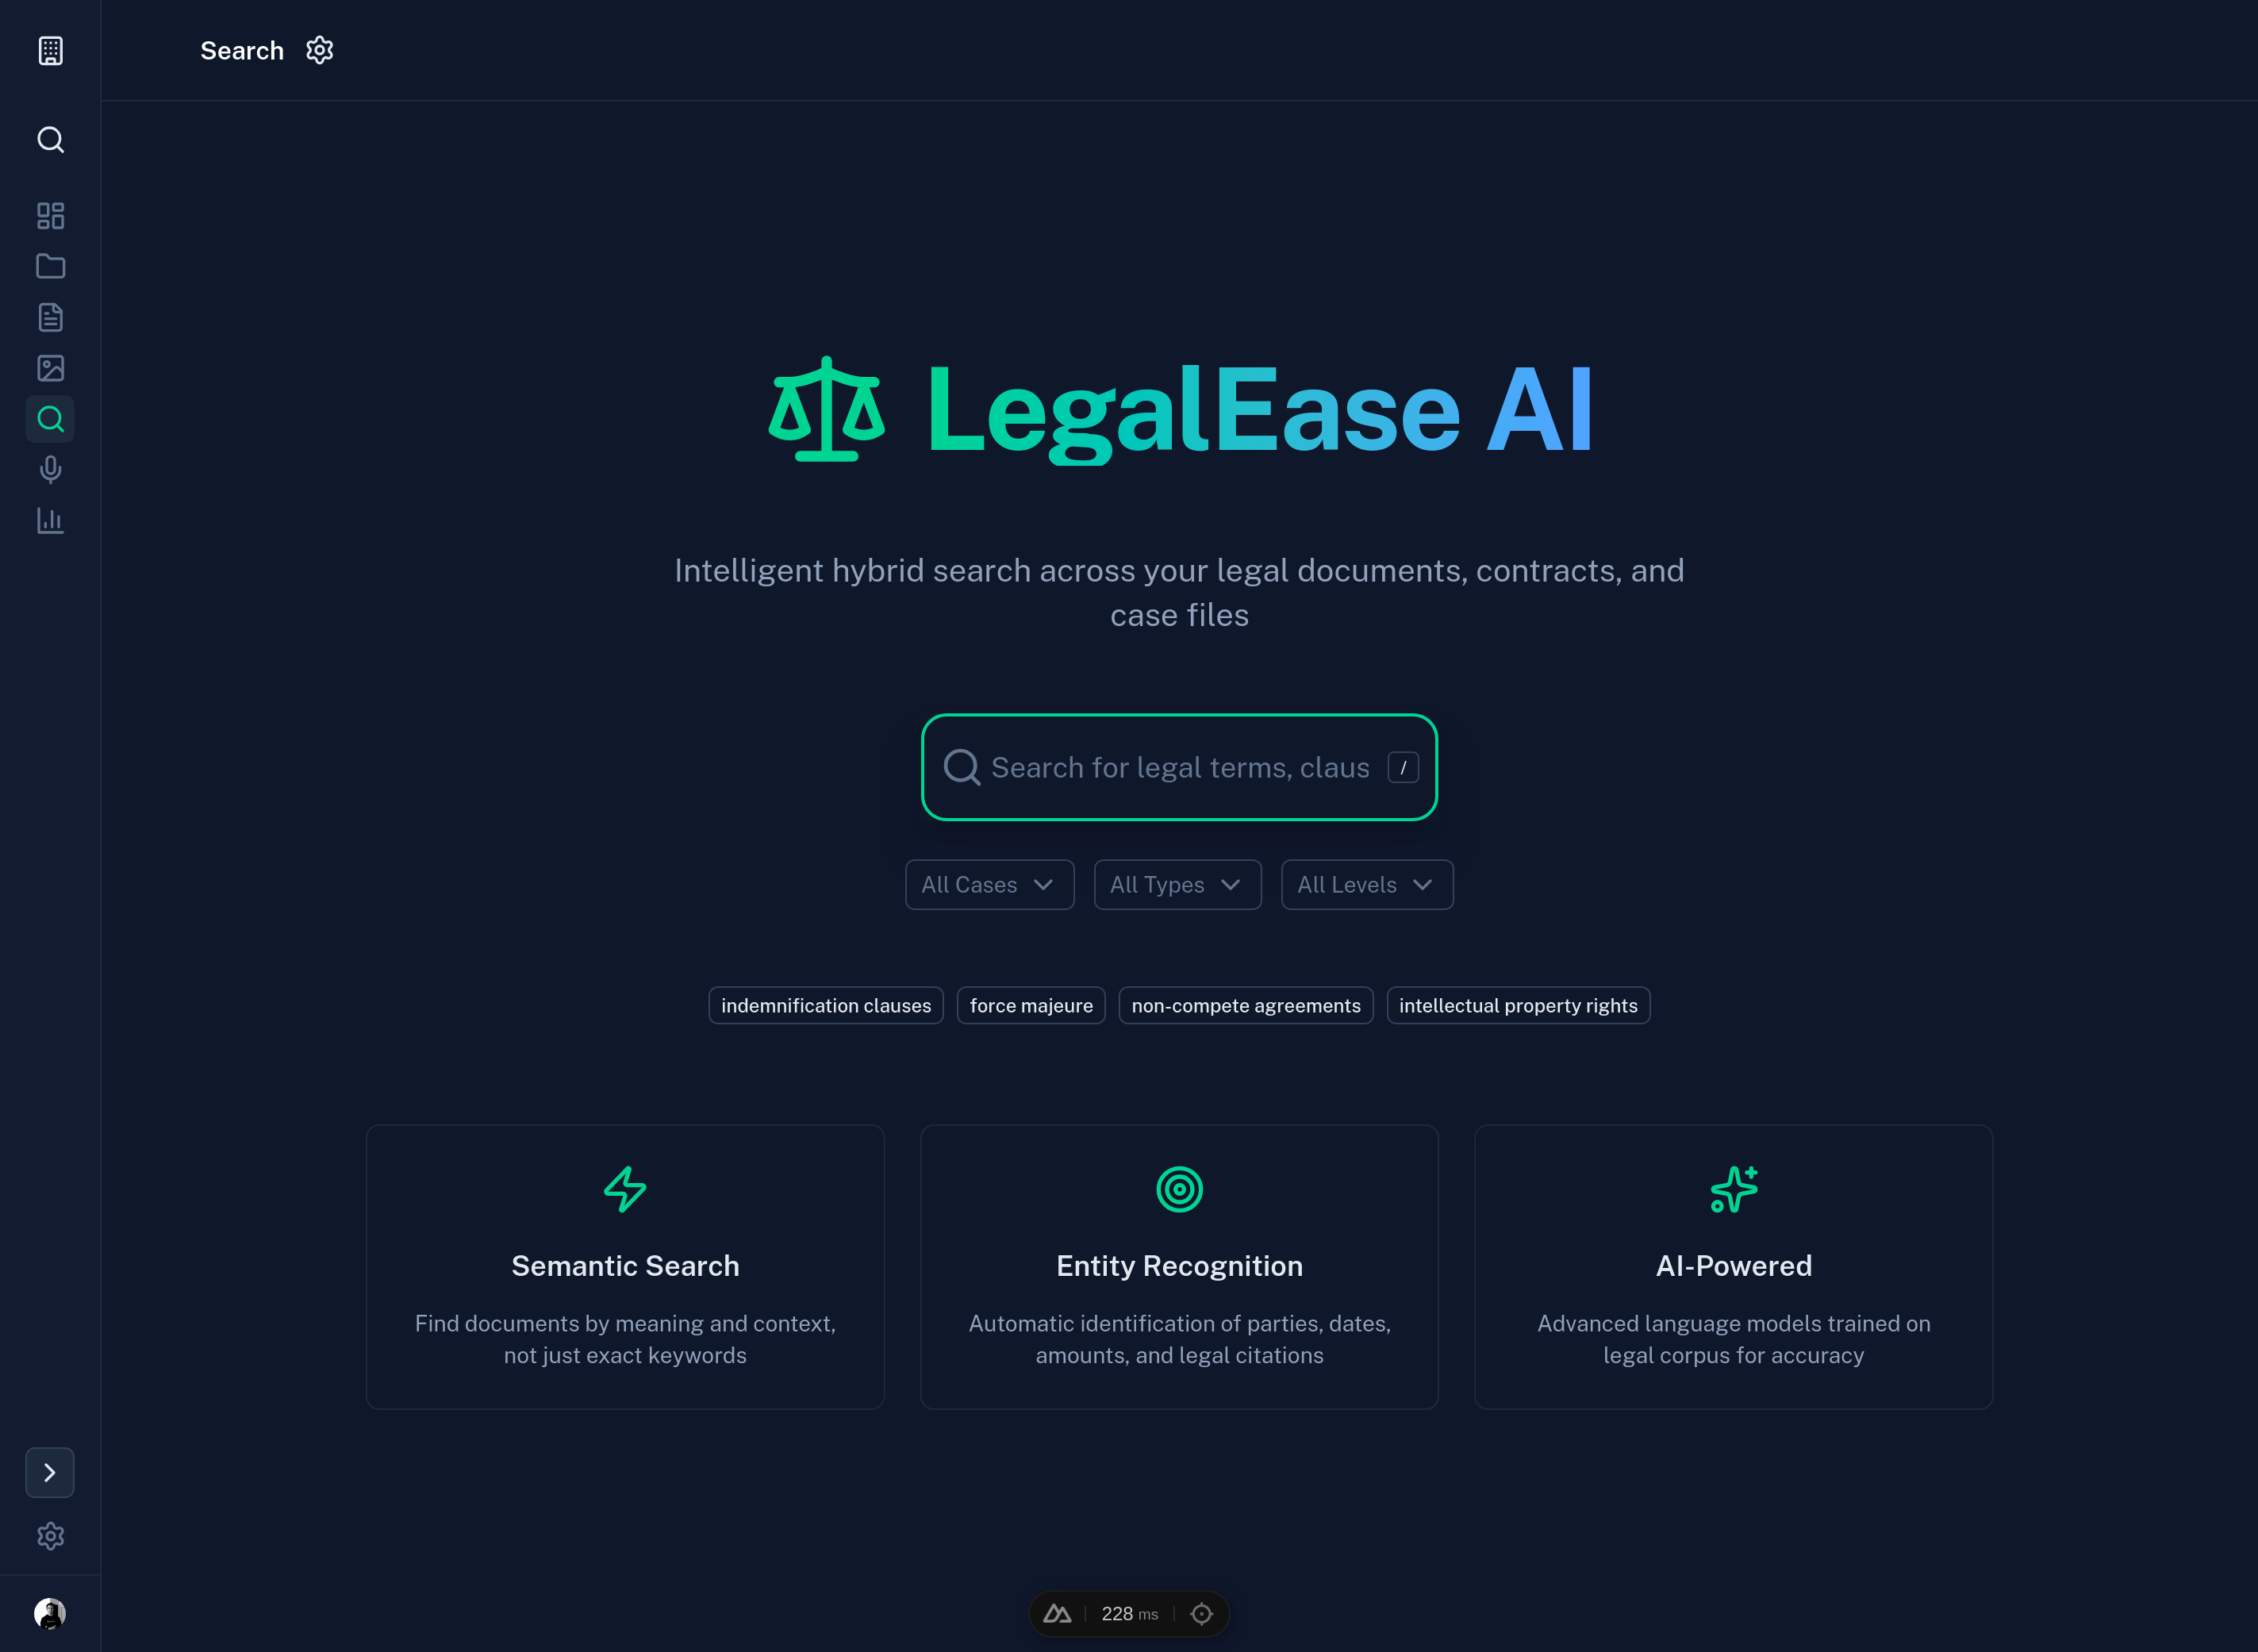 Search
LegalEase AI
Intelligent hybrid search across your legal documents, contracts, and
case files
Search for legal terms, claus
/
All Cases
All Types
All Levels
indemnification clauses
force majeure
non-compete agreements
intellectual property rights
Semantic Search
Find documents by meaning and context,
not just exact keywords
Entity Recognition
Automatic identification of parties, dates,
amounts, and legal citations
AI-Powered
Advanced language models trained on
legal corpus for accuracy
228 ms